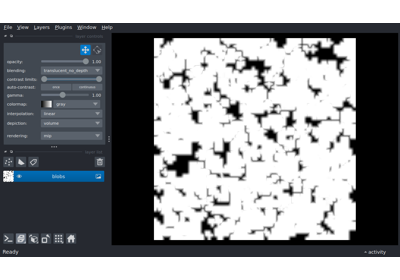 File View Layers Plugins Window Help
opacity: 1.00
blending: translucent_no_depth
contrast limits:
auto-contrast: once continuous
gamma: 1.00
colormap: gray
interpolation: linear
depiction: volume
rendering: mip
blobs
Ready activity